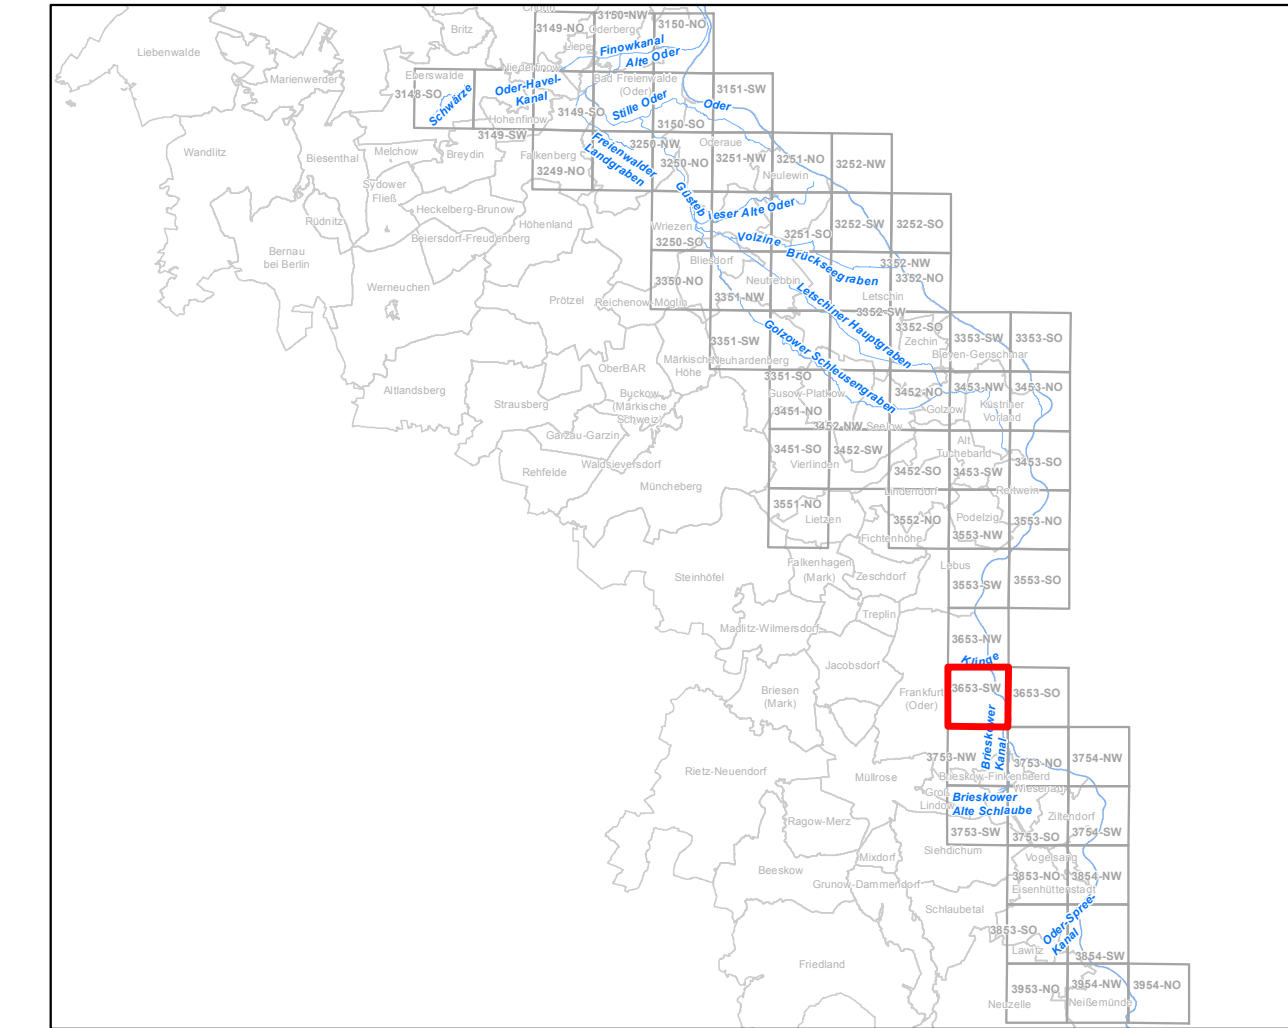 Chorin
3150-NW
3149-NO
Oderberg
3150-NO
Britz
Liepe
Finowkanal
Alte Oder
Liebenwalde
Marienwerder
Eberswalde
Niederfinow
3148-SO
Schwärze
Oder-Havel-
Kanal
Bad Freienwalde
(Oder)
3151-SW
Stille Oder
Oder
Hohenfinow
3149-SO
3150-SO
3149-SW
Wandlitz
Biesenthal
Melchow
Breydin
Falkenberg
3249-NO
Freienwalder
Landgraben
3250-NW
3250-NO
Oderaue
3251-NW
3251-NO
Neulewin
3252-NW
Sydower
Fließ
Rüdnitz
Heckelberg-Brunow
Höhenland
Güsteb
ieser Alte Oder
Wriezen
3250-SO
3251-SO
3252-SW
3252-SO
Beiersdorf-Freudenberg
Bernau
bei Berlin
Volzine
Brückseegraben
Bliesdorf
3352-NW
3352-NO
Werneuchen
Prötzel
Reichenow-Möglin
3350-NO
3351-NW
Neutrebbin
Letschin
Letschiner Hauptgraben
3352-SW
3352-SO
Zechin
3351-SW
Golzower Schleusengraben
3353-SW
3353-SO
Bleyen-Genschmar
Märkische
Höhe
Neuhardenberg
OberBAR
3351-SO
Gusow-Platkow
3451-NO
Altlandsberg
Strausberg
Buckow
(Märkische
Schweiz)
3452-NO
3453-NW
3453-NO
Golzow
Küstriner
Vorland
3452-NW
Seelow
Garzau-Garzin
Rehfelde
Waldsieversdorf
Müncheberg
3451-SO
Vierlinden
3452-SW
3452-SO
Alt
Tucheband
3453-SW
3453-SO
Lindendorf
Reitwein
3551-NO
Lietzen
3552-NO
Podelzig
3553-NW
3553-NO
Fichtenhöhe
Steinhöfel
Falkenhagen
(Mark)
Zeschdorf
Lebus
3553-SW
3553-SO
Treplin
Madlitz-Wilmersdorf
3653-NW
Klinge
Jacobsdorf
Briesen
(Mark)
Frankfurt
(Oder)
3653-SW
3653-SO
Brieskower
Kanal
3753-NW
3753-NO
3754-NW
Rietz-Neuendorf
Müllrose
Brieskow-Finkenheerd
Wiesenau
Groß
Lindow
Brieskower
Alte Schlaube
Ragow-Merz
Ziltendorf
3753-SW
3753-SO
3754-SW
Mixdorf
Siehdichum
Vogelsang
Beeskow
Grunow-Dammendorf
3853-NO
3854-NW
Eisenhüttenstadt
Schlaubetal
3853-SO
Oder-Spree-
Kanal
Lawitz
3854-SW
Friedland
3953-NO
3954-NW
3954-NO
Neuzelle
Neißemünde